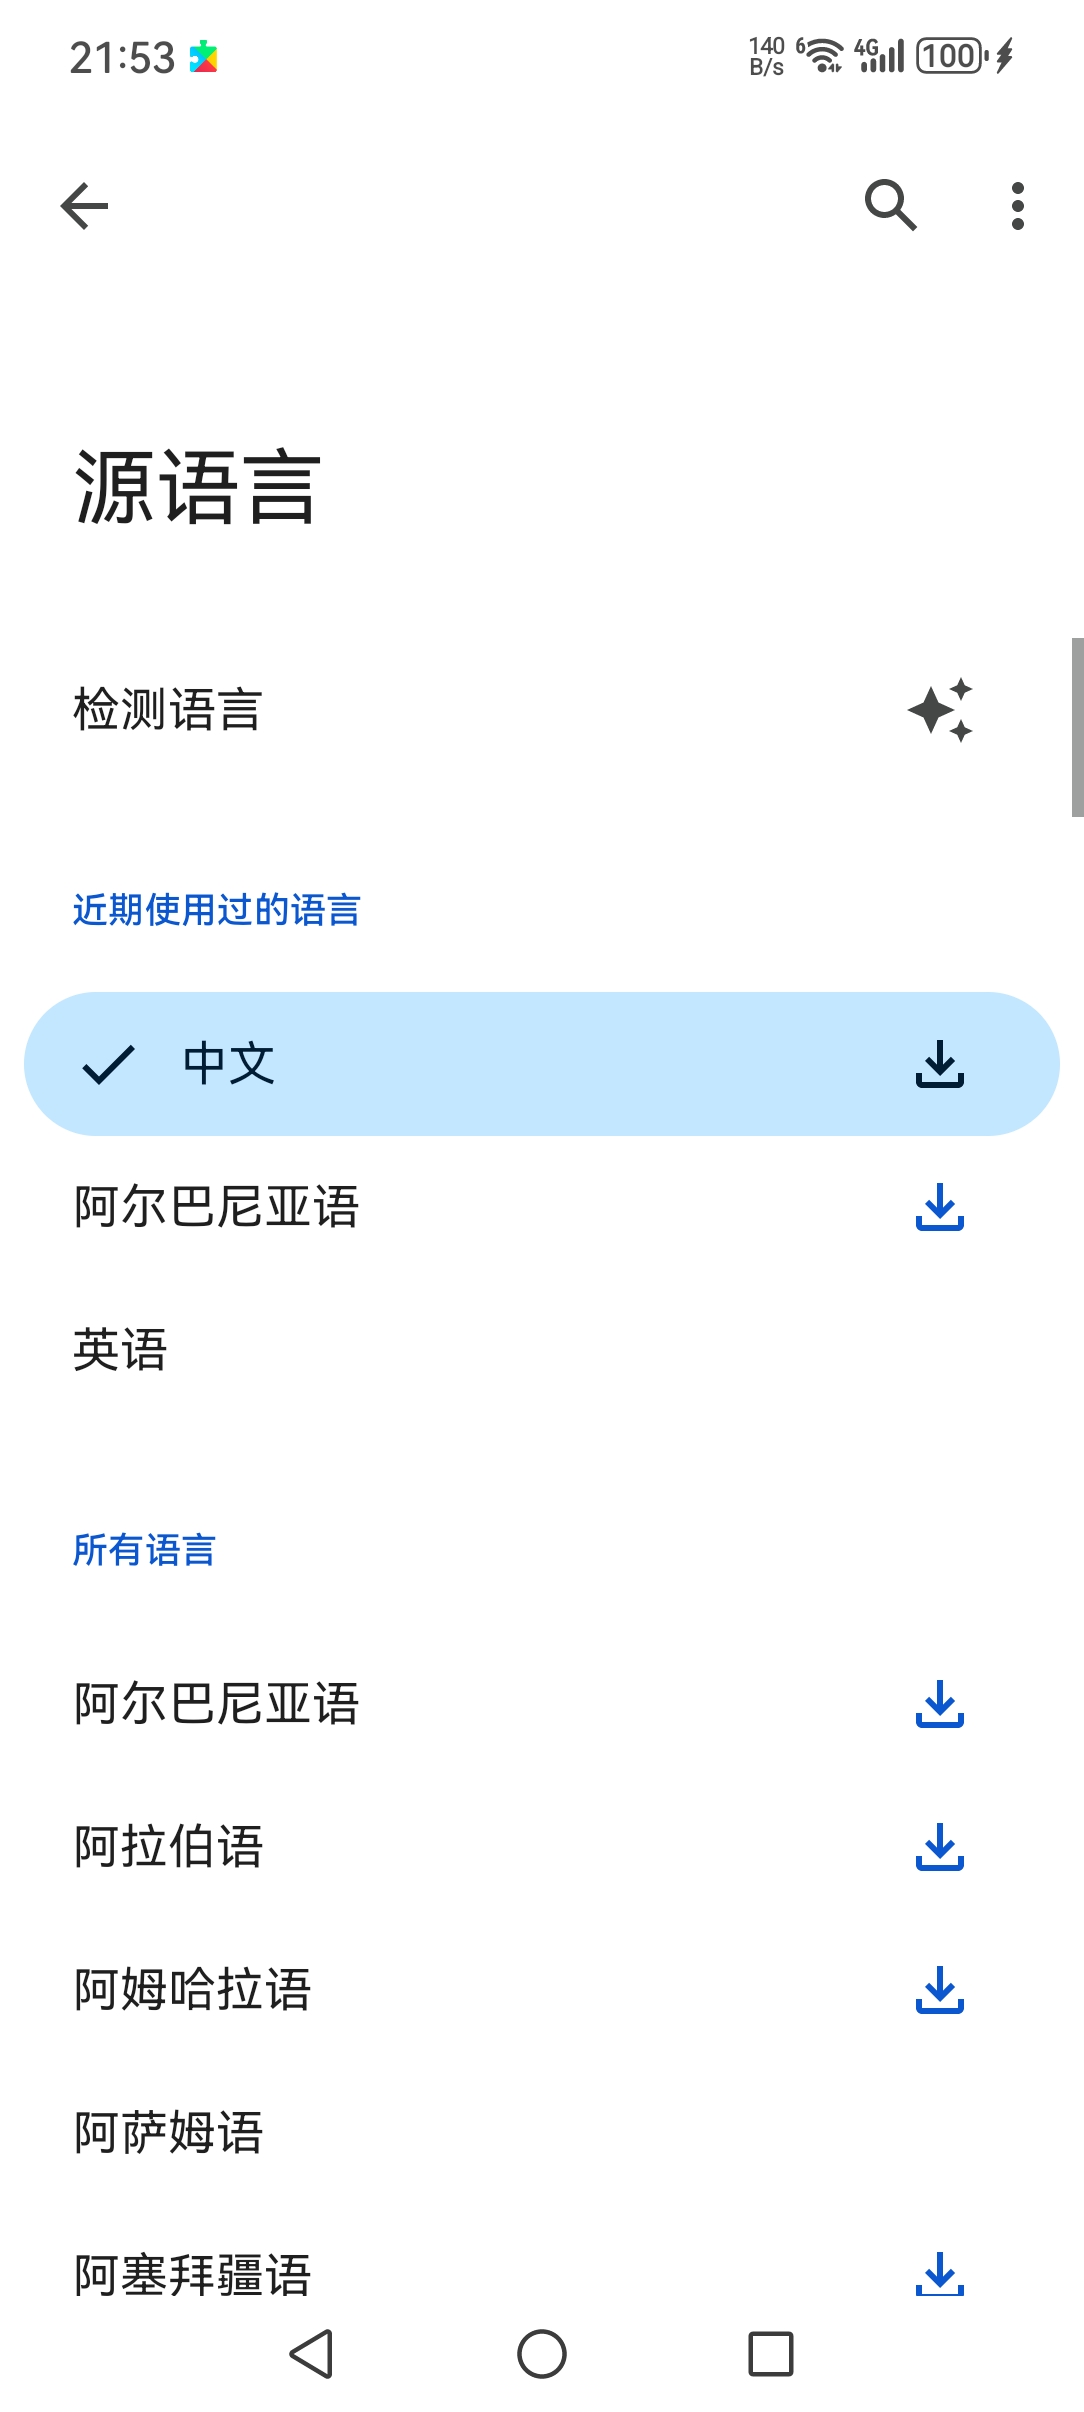 21:53
140 B/s
6
4G
100
源语言
检测语言
近期使用过的语言
中文
阿尔巴尼亚语
英语
所有语言
阿尔巴尼亚语
阿拉伯语
阿姆哈拉语
阿萨姆语
阿塞拜疆语